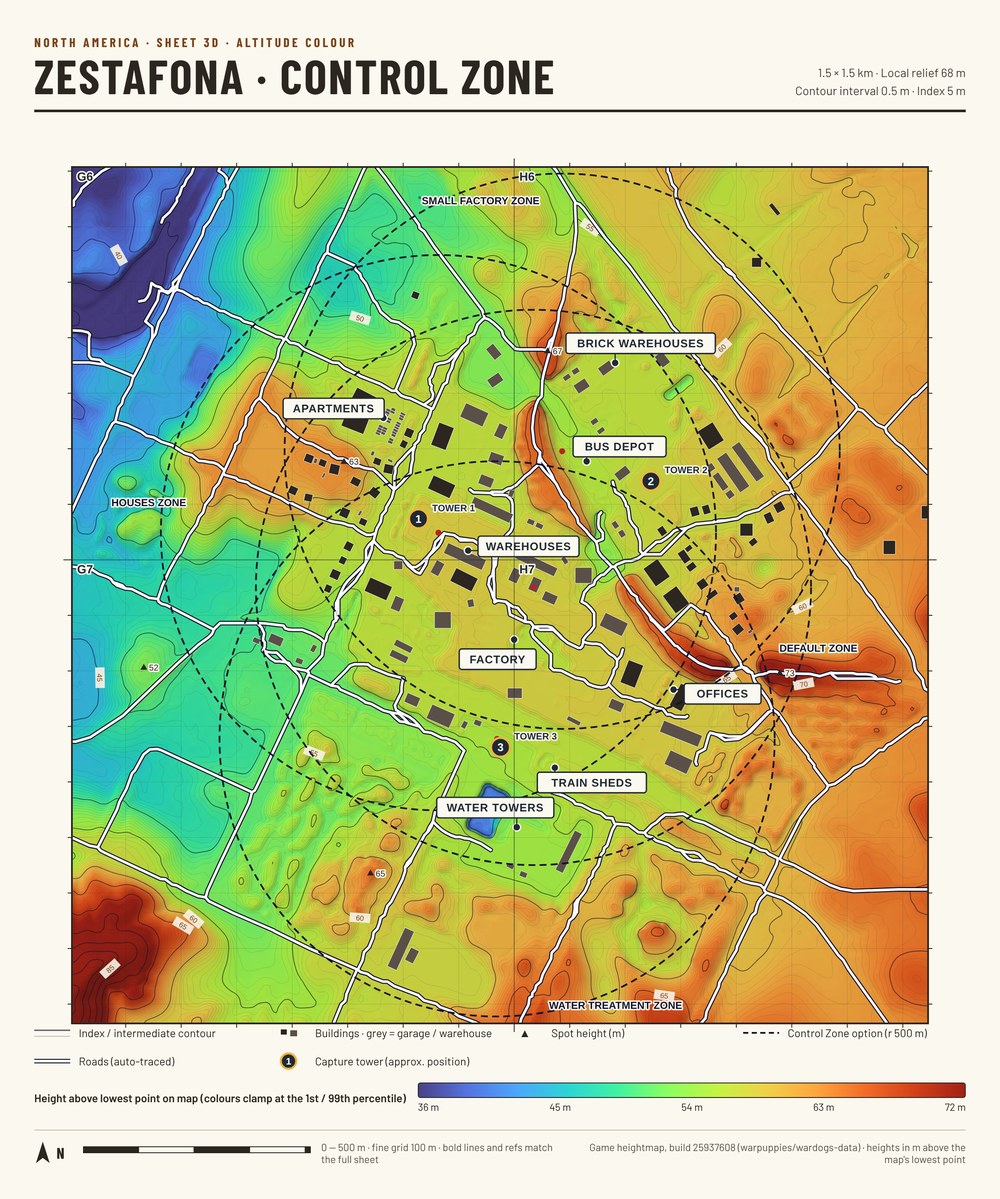 NORTH AMERICA · SHEET 3D · ALTITUDE COLOUR
ZESTAFONA · CONTROL ZONE
1.5 × 1.5 km · Local relief 68 m
Contour interval 0.5 m · Index 5 m
G6
H6
SMALL FACTORY ZONE
55
40
50
BRICK WAREHOUSES
67
60
APARTMENTS
BUS DEPOT
63
TOWER 2
2
HOUSES ZONE
TOWER 1
1
WAREHOUSES
G7
H7
60
DEFAULT ZONE
FACTORY
52
45
73
70
OFFICES
TOWER 3
3
TRAIN SHEDS
WATER TOWERS
65
60
60
65
85
65
WATER TREATMENT ZONE
Index / intermediate contour
Buildings · grey = garage / warehouse
Spot height (m)
Control Zone option (r 500 m)
Roads (auto-traced)
1
Capture tower (approx. position)
Height above lowest point on map (colours clamp at the 1st / 99th percentile)
36 m
45 m
54 m
63 m
72 m
N
0 — 500 m · fine grid 100 m · bold lines and refs match
the full sheet
Game heightmap, build 25937608 (warpuppies/wardogs-data) · heights in m above the
map's lowest point